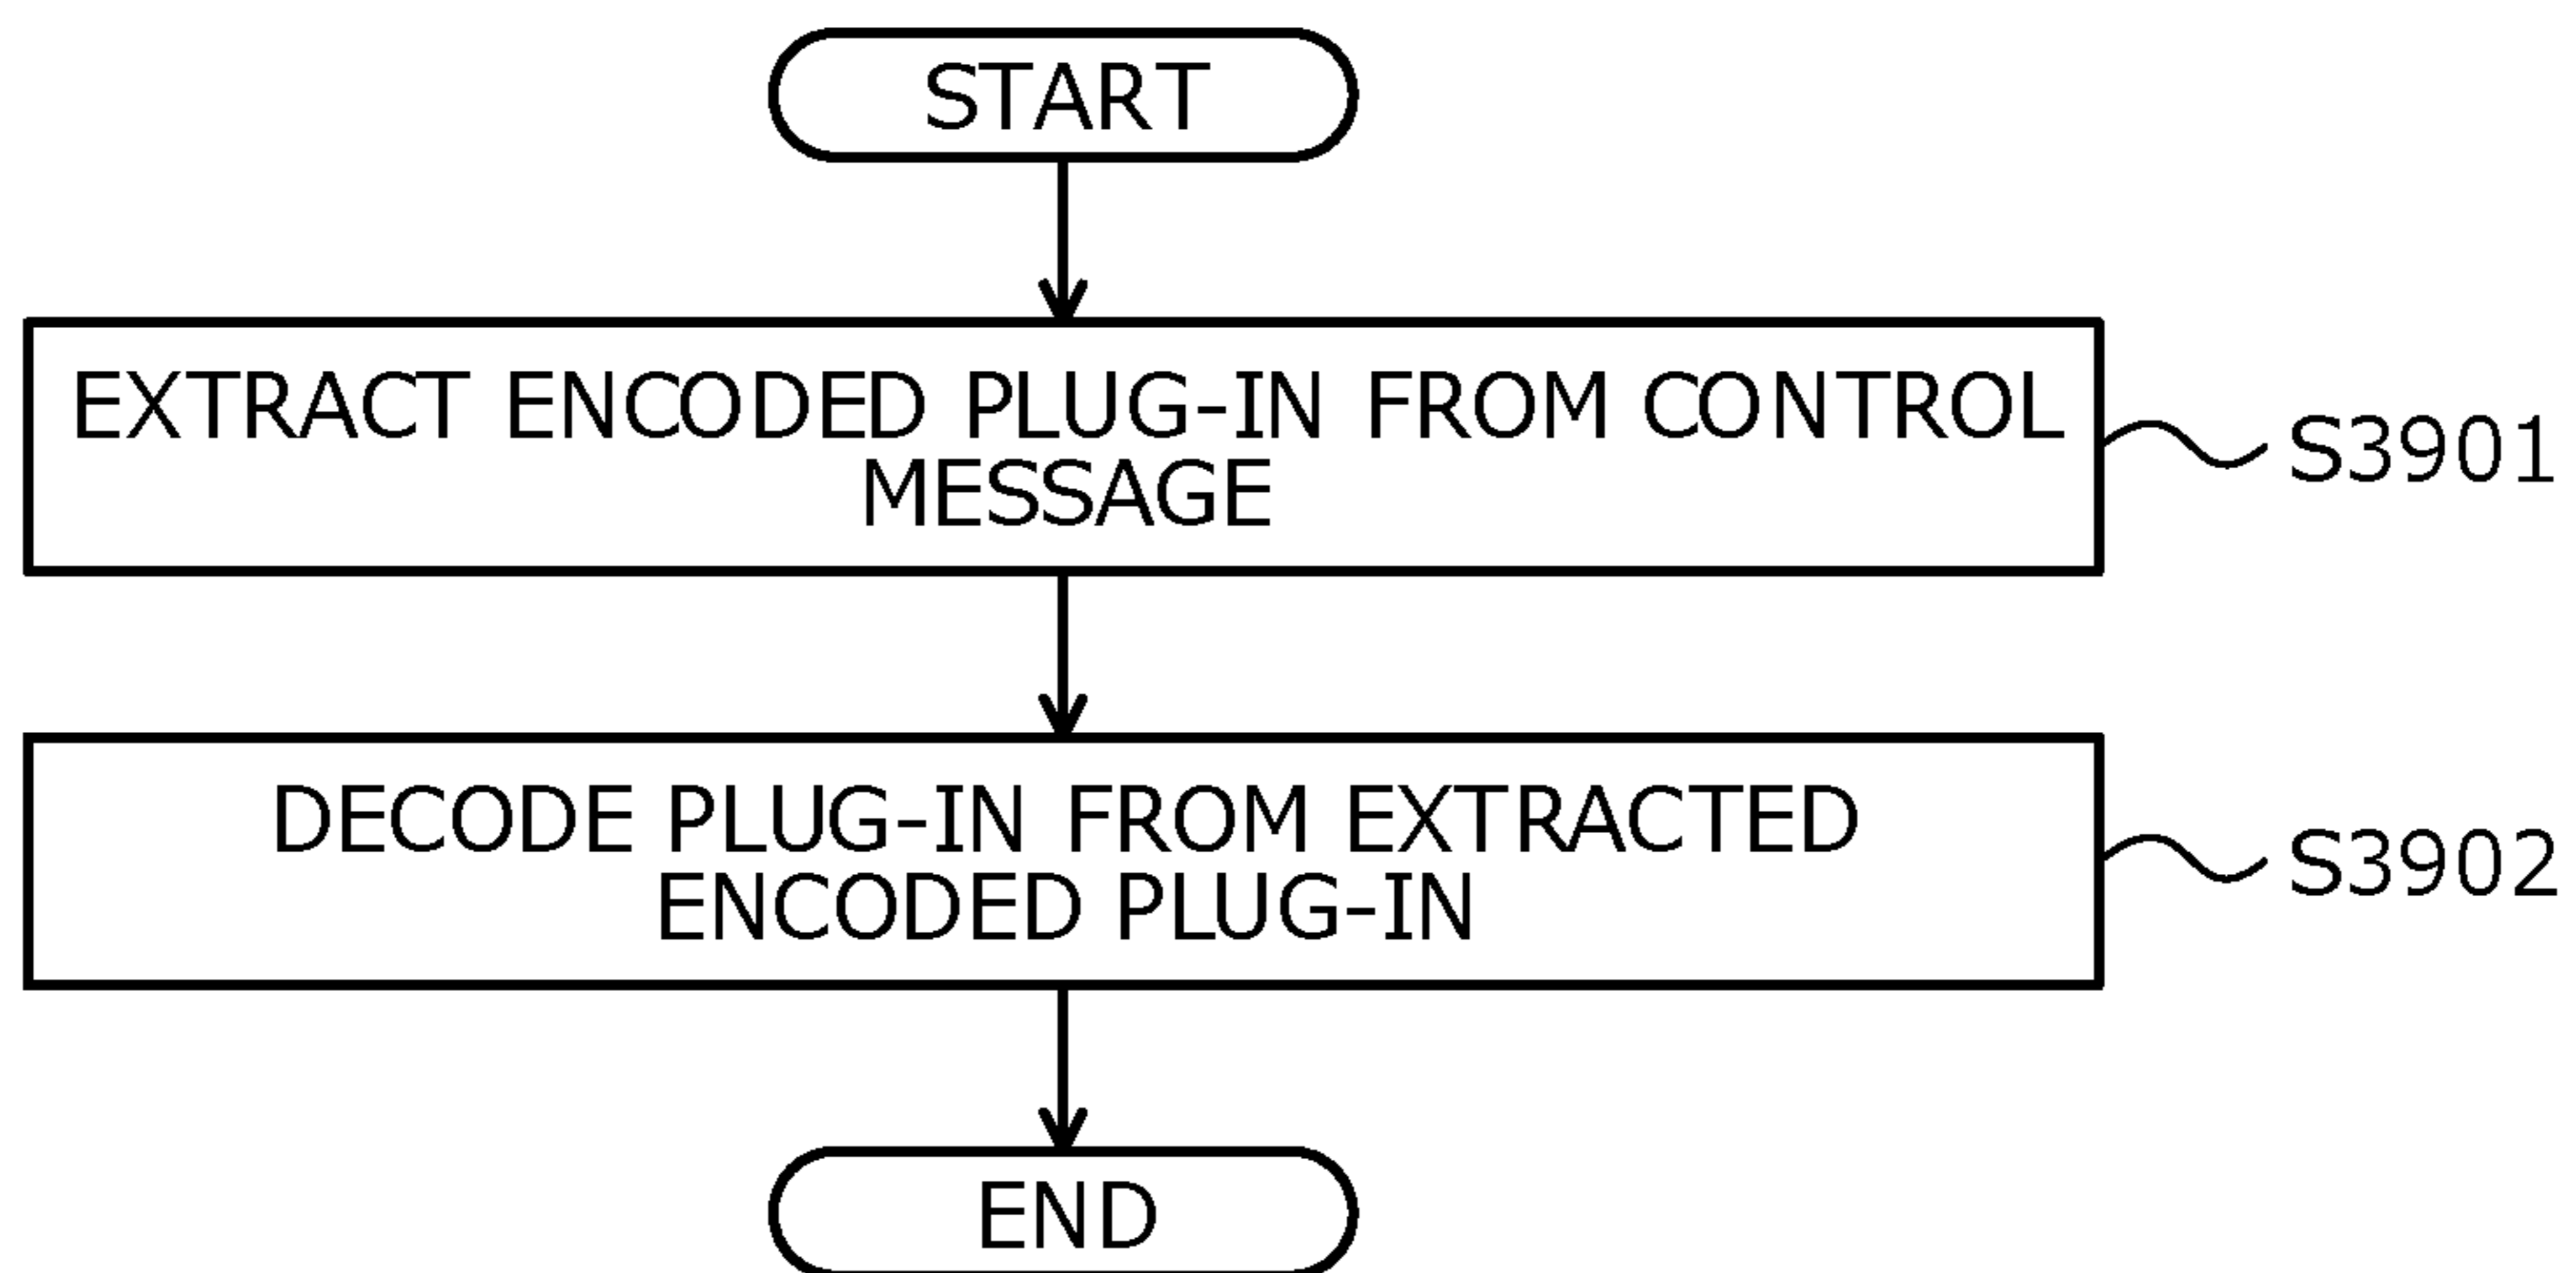 START
EXTRACT ENCODED PLUG-IN FROM CONTROL
MESSAGE
S3901
DECODE PLUG-IN FROM EXTRACTED
ENCODED PLUG-IN
S3902
END